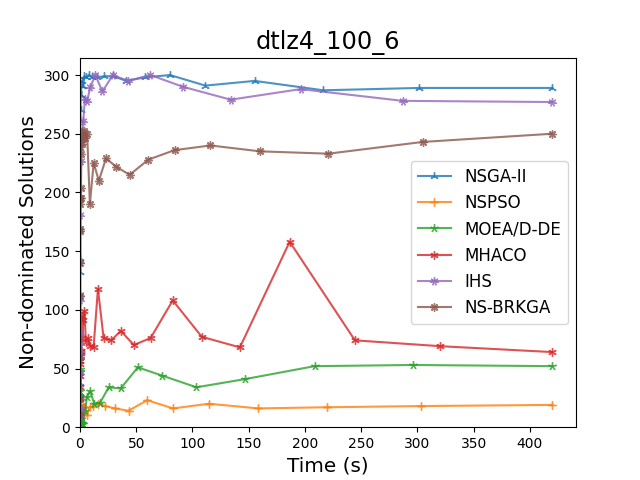 dtlz4_100_6
Non-dominated Solutions
300
250
200
150
100
50
0
0 50 100 150 200 250 300 350 400
Time (s)
NSGA-II
NSPSO
MOEA/D-DE
MHACO
IHS
NS-BRKGA